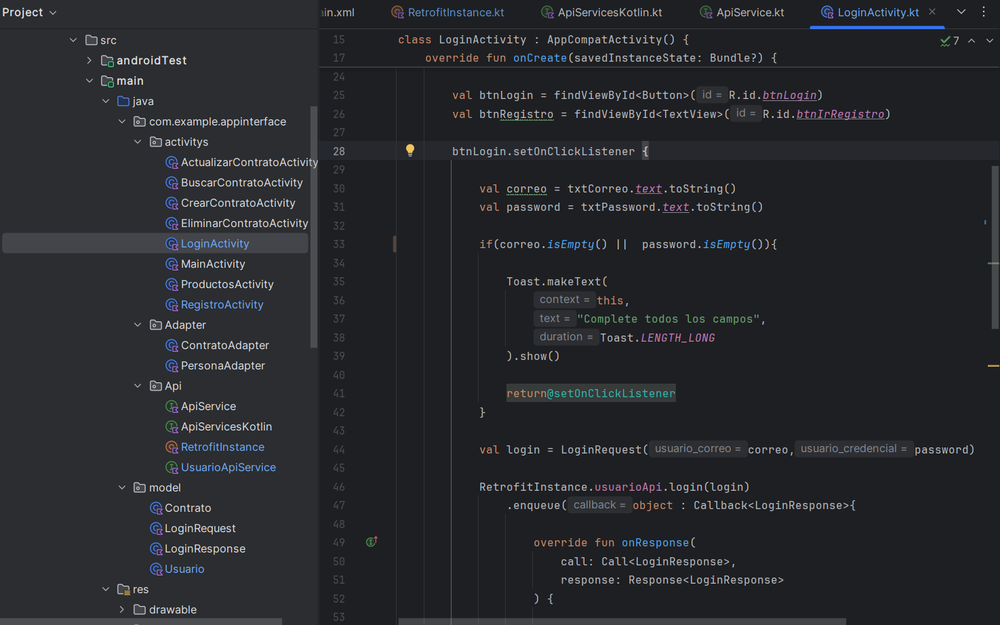 Project
src
androidTest
main
java
com.example.appinterface
activitys
ActualizarContratoActivity
BuscarContratoActivity
CrearContratoActivity
EliminarContratoActivity
LoginActivity
MainActivity
ProductosActivity
RegistroActivity
Adapter
ContratoAdapter
PersonaAdapter
Api
ApiService
ApiServicesKotlin
RetrofitInstance
UsuarioApiService
model
Contrato
LoginRequest
LoginResponse
Usuario
res
drawable
ain.xml RetrofitInstance.kt ApiServicesKotlin.kt ApiService.kt LoginActivity.kt
7
15 class LoginActivity : AppCompatActivity() {
17 override fun onCreate(savedInstanceState: Bundle?) {
24
25 val btnLogin = findViewById<Button>( id = R.id.btnLogin)
26 val btnRegistro = findViewById<TextView>( id = R.id.btnIrRegistro)
27
28 btnLogin.setOnClickListener {
29
30 val correo = txtCorreo.text.toString()
31 val password = txtPassword.text.toString()
32
33 if(correo.isEmpty() ||  password.isEmpty()){
34
35 Toast.makeText(
36 context = this,
37 text = "Complete todos los campos",
38 duration = Toast.LENGTH_LONG
39 ).show()
40
41 return@setOnClickListener
42 }
43
44 val login = LoginRequest( usuario_correo = correo, usuario_credencial = password)
45
46 RetrofitInstance.usuarioApi.login(login)
47 .enqueue( callback = object : Callback<LoginResponse>{
48
49 override fun onResponse(
50 call: Call<LoginResponse>,
51 response: Response<LoginResponse>
52 ) {
53